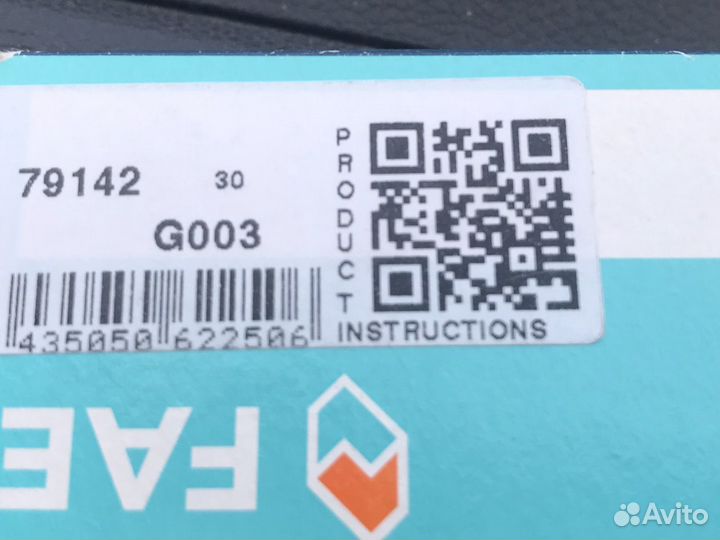 79142 30
G003
435050 622506
PRODUCT
INSTRUCTIONS
FAE
Avito